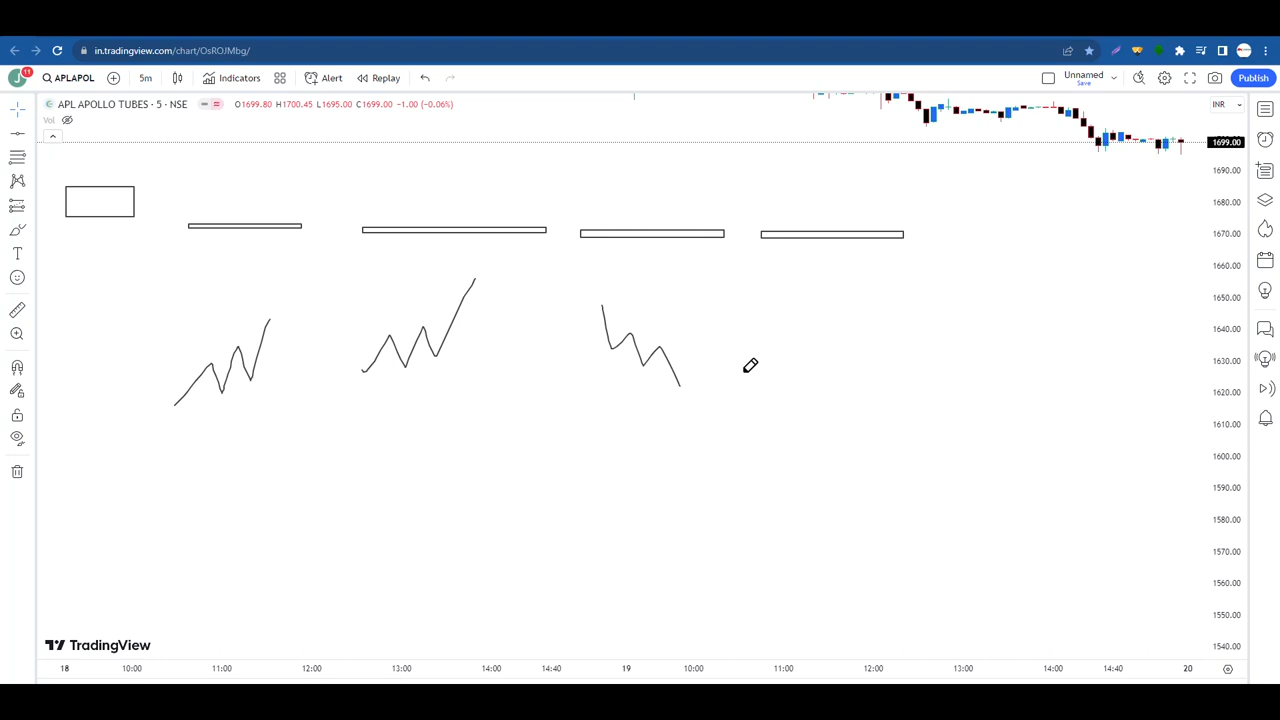 in.tradingview.com/chart/OsROJMbg/
J 11 APLAPOL 5m Indicators Alert Replay Unnamed Save Publish
APL APOLLO TUBES · 5 · NSE O1699.80 H1700.45 L1695.00 C1699.00 −1.00 (−0.06%) INR
Vol
1699.00
1690.00
1680.00
1670.00
1660.00
1650.00
1640.00
1630.00
1620.00
1610.00
1600.00
1590.00
1580.00
1570.00
1560.00
1550.00
1540.00
TradingView
18 10:00 11:00 12:00 13:00 14:00 14:40 19 10:00 11:00 12:00 13:00 14:00 14:40 20